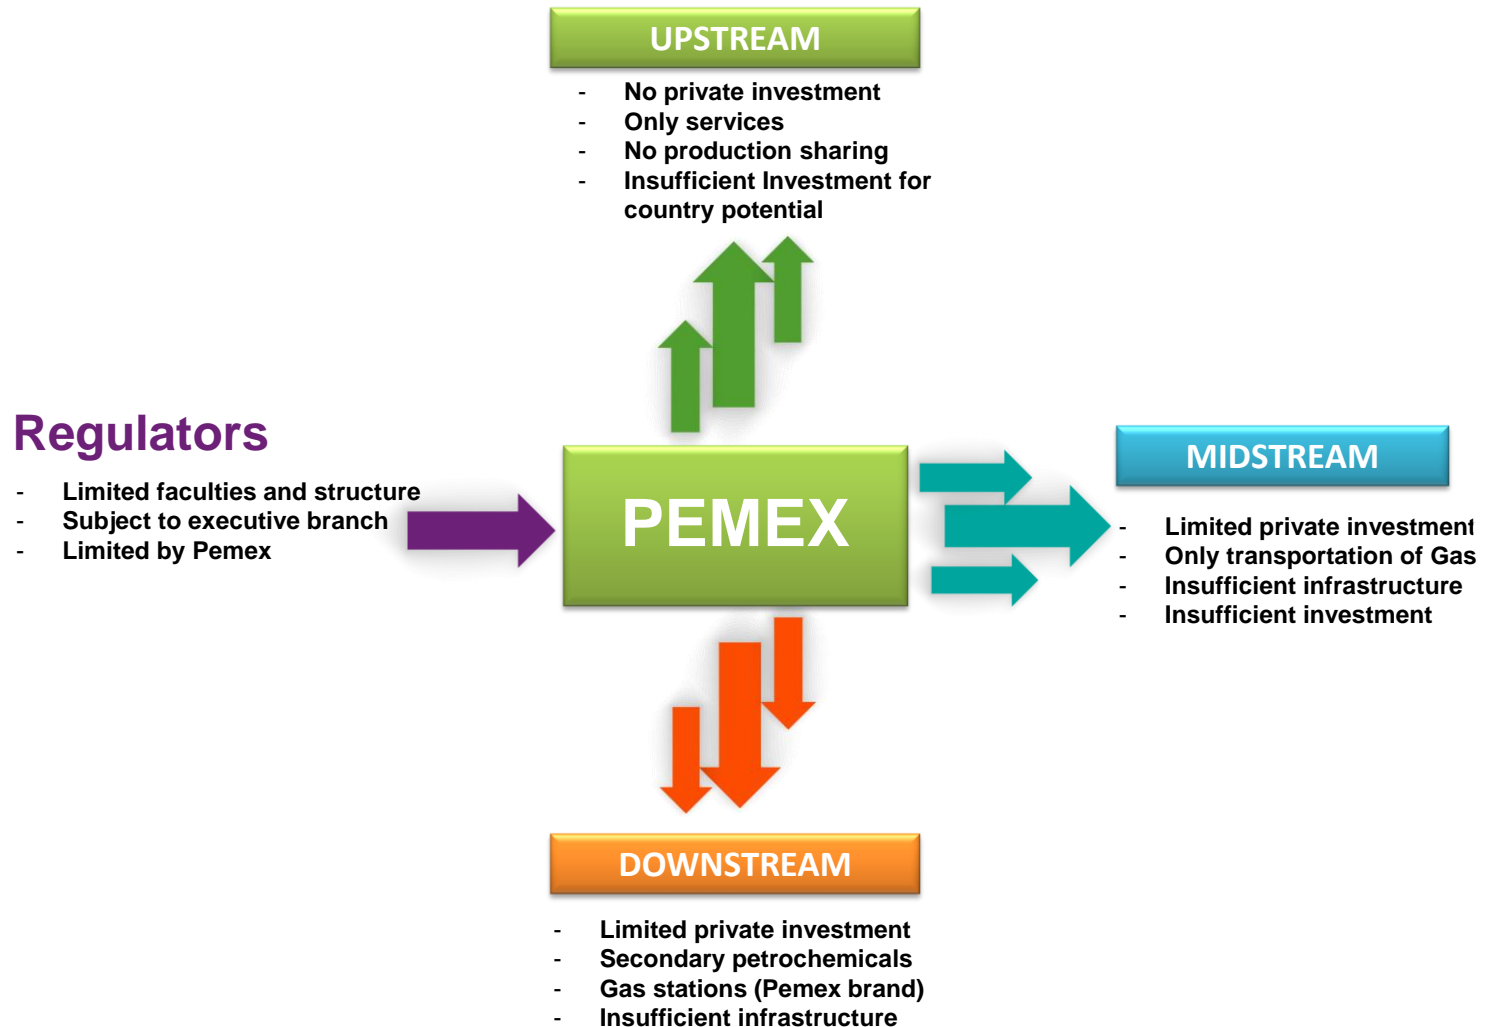 UPSTREAM
- No private investment
- Only services
- No production sharing
- Insufficient Investment for
country potential
Regulators
- Limited faculties and structure
- Subject to executive branch
- Limited by Pemex
PEMEX
MIDSTREAM
- Limited private investment
- Only transportation of Gas
- Insufficient infrastructure
- Insufficient investment
DOWNSTREAM
- Limited private investment
- Secondary petrochemicals
- Gas stations (Pemex brand)
- Insufficient infrastructure